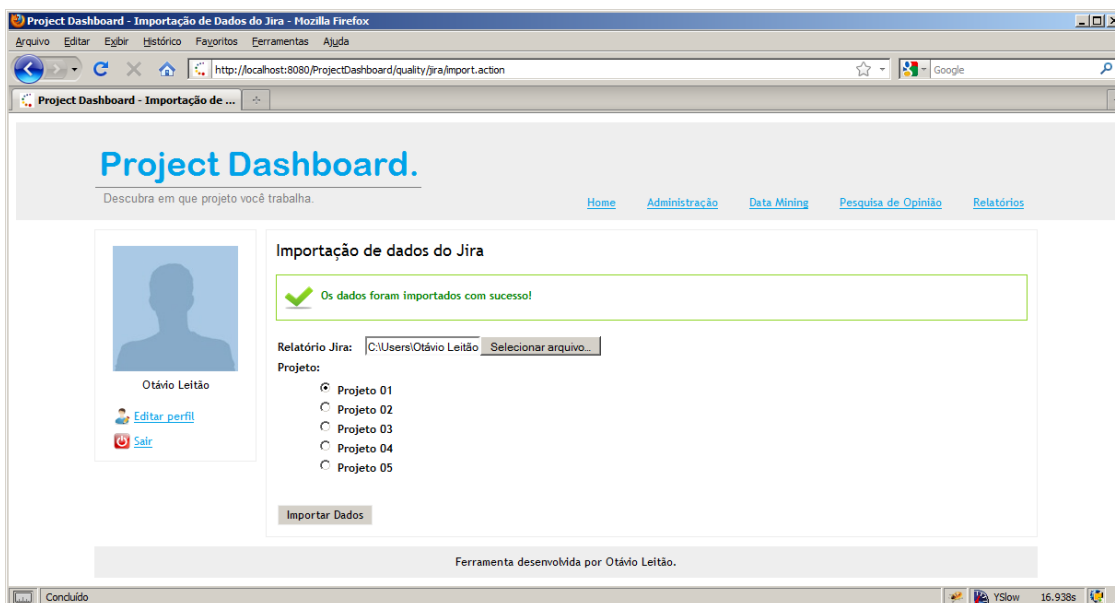 Project Dashboard - Importação de Dados do Jira - Mozilla Firefox
Arquivo Editar Exibir Histórico Favoritos Ferramentas Ajuda
http://localhost:8080/ProjectDashboard/quality/jira/import.action
Google
Project Dashboard - Importação de ...
Project Dashboard.
Descubra em que projeto você trabalha.
Home Administração Data Mining Pesquisa de Opinião Relatórios
Importação de dados do Jira
Os dados foram importados com sucesso!
Relatório Jira: C:\Users\Otávio Leitão Selecionar arquivo...
Projeto:
Projeto 01
Projeto 02
Projeto 03
Projeto 04
Projeto 05
Importar Dados
Otávio Leitão
Editar perfil
Sair
Ferramenta desenvolvida por Otávio Leitão.
Concluído
YSlow 16.938s